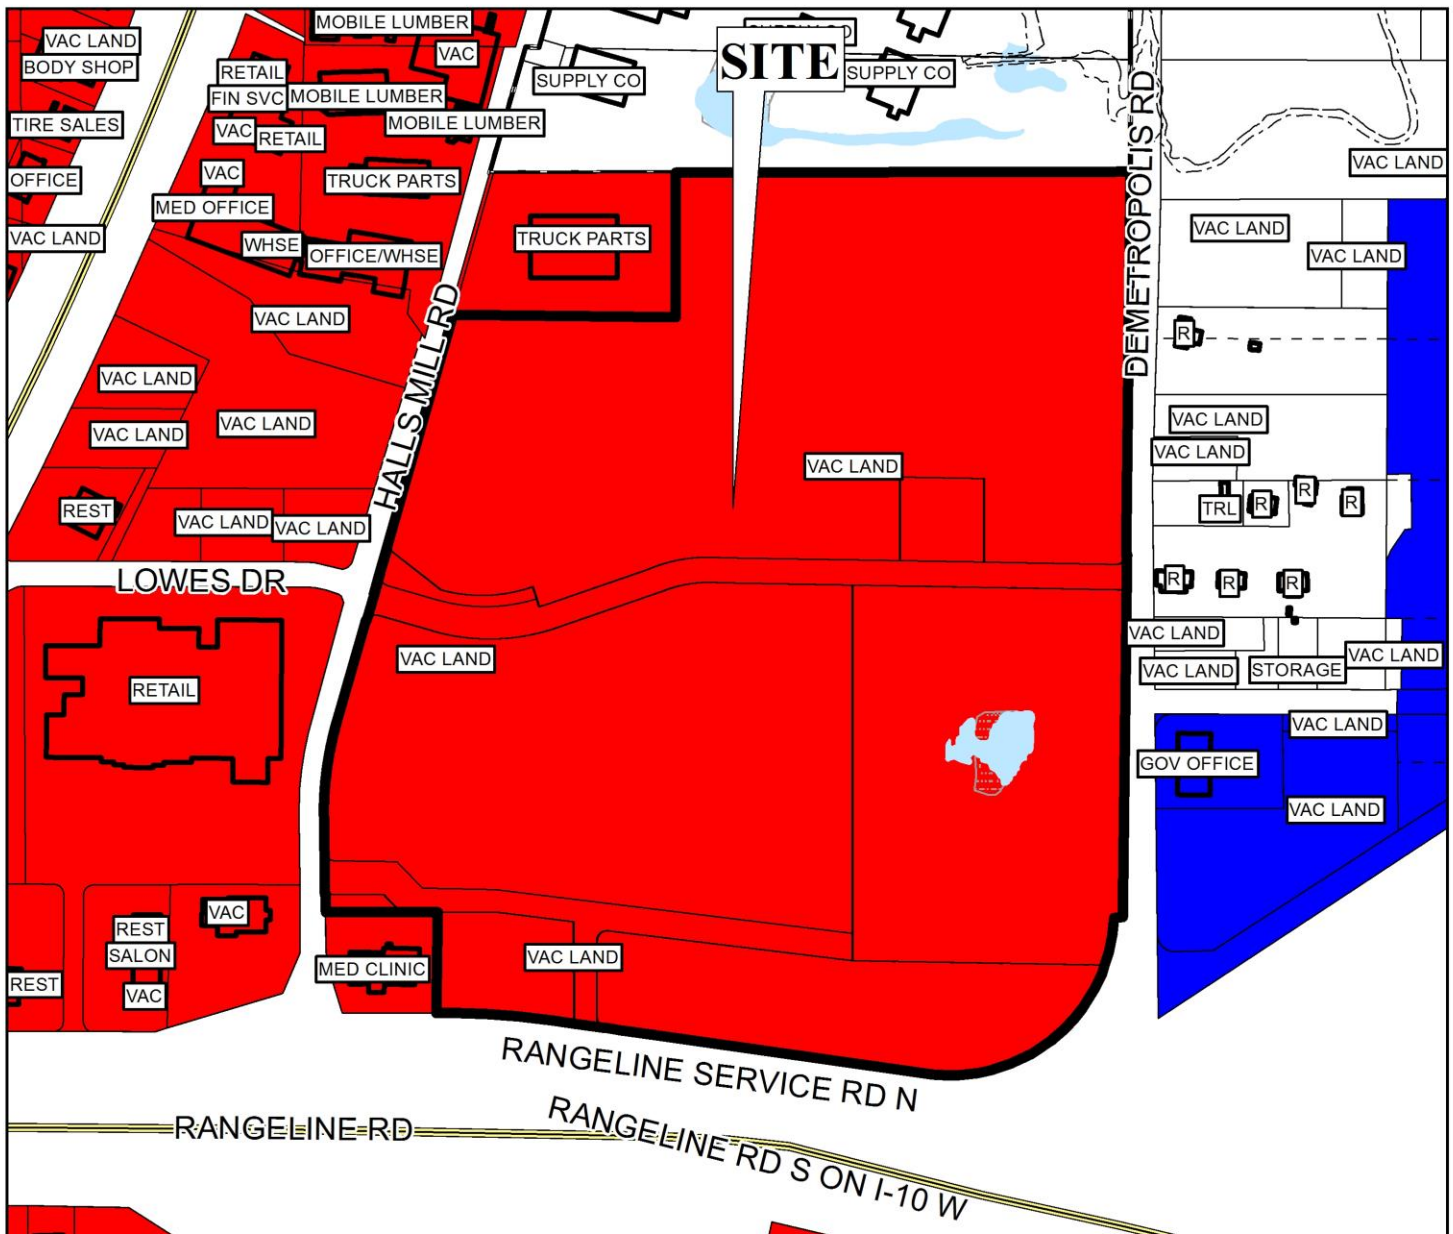 MOBILE LUMBER
VAC LAND
BODY SHOP
VAC
SUPPLY CO
SITE
SUPPLY CO
RETAIL
FIN SVC
MOBILE LUMBER
TIRE SALES
VAC
RETAIL
MOBILE LUMBER
OFFICE
VAC
TRUCK PARTS
VAC LAND
MED OFFICE
VAC LAND
WHSE
OFFICE/WHSE
TRUCK PARTS
VAC LAND
VAC LAND
DEMETROPOLIS RD
VAC LAND
R
HALLS MILL RD
VAC LAND
VAC LAND
VAC LAND
VAC LAND
VAC LAND
VAC LAND
REST
VAC LAND
VAC LAND
TRL
R
R
R
LOWES DR
R
R
R
VAC LAND
VAC LAND
VAC LAND
STORAGE
VAC LAND
RETAIL
VAC LAND
GOV OFFICE
VAC LAND
VAC
REST
SALON
VAC
REST
MED CLINIC
VAC LAND
RANGELINE SERVICE RD N
RANGELINE RD
RANGELINE RD S ON I-10 W